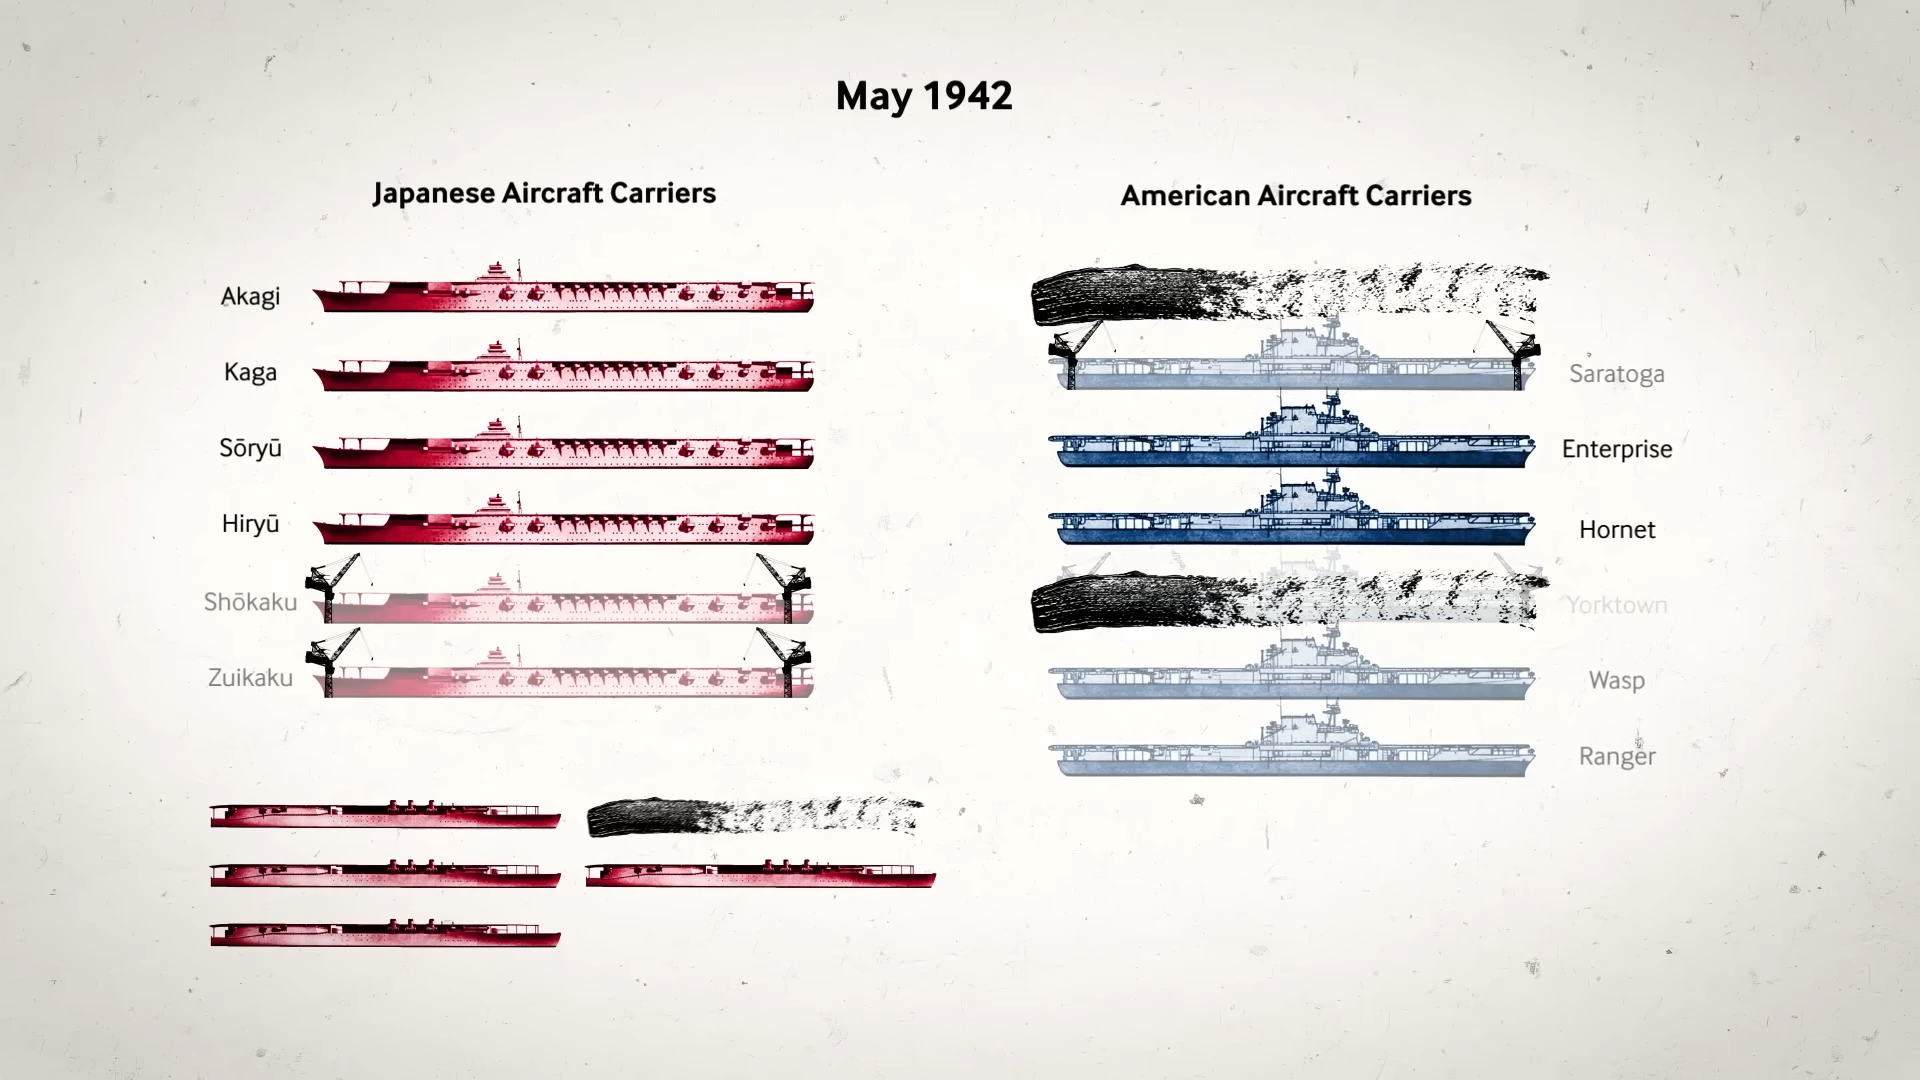 May 1942
Japanese Aircraft Carriers
Akagi
Kaga
Sōryū
Hiryū
Shōkaku
Zuikaku
American Aircraft Carriers
Saratoga
Enterprise
Hornet
Yorktown
Wasp
Ranger